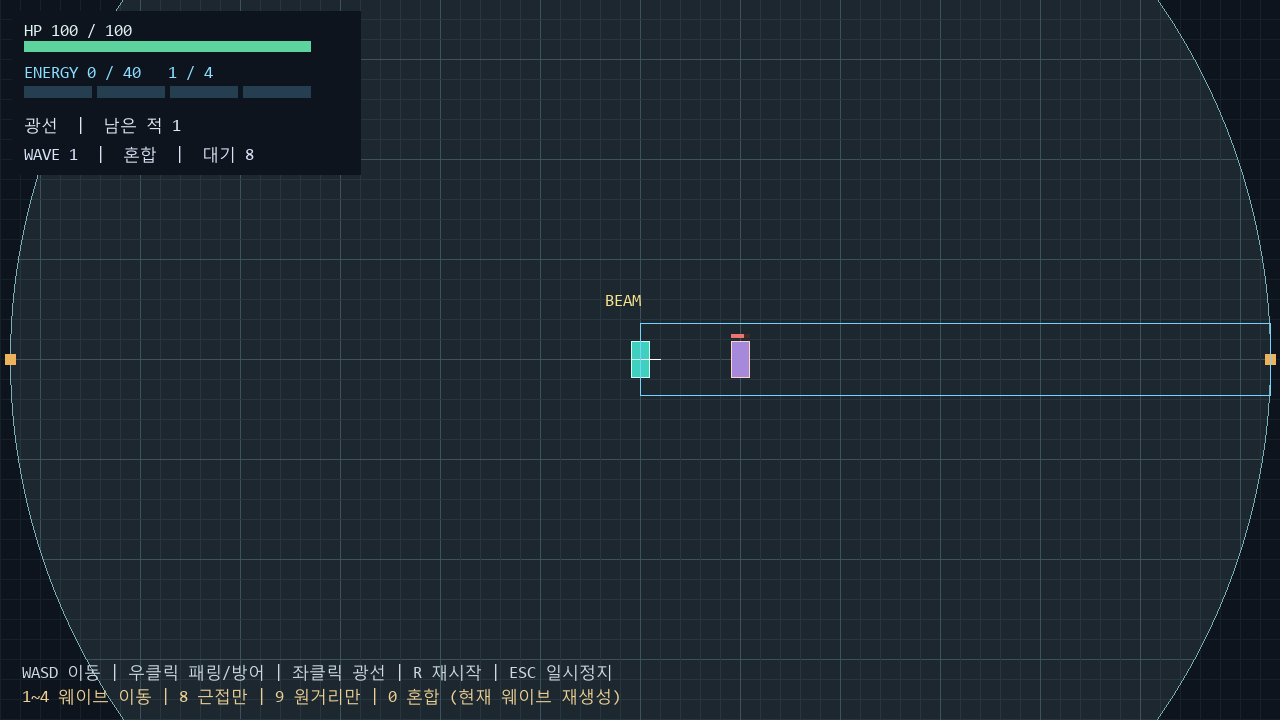 HP 100 / 100
ENERGY 0 / 40 1 / 4
광선 | 남은 적 1
WAVE 1 | 혼합 | 대기 8
BEAM
WASD 이동 | 우클릭 패링/방어 | 좌클릭 광선 | R 재시작 | ESC 일시정지
1~4 웨이브 이동 | 8 근접만 | 9 원거리만 | 0 혼합 (현재 웨이브 재생성)